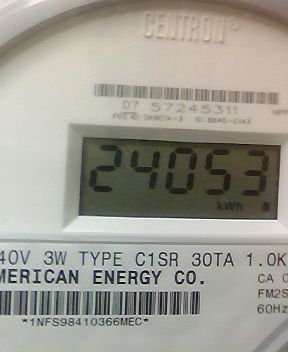 CENTRON®
07 57245311
24053
kWh
40V 3W TYPE C1SR 30TA 1.0K
MERICAN ENERGY CO.
CA 0
FM2S
60Hz
*1NFS98410366MEC*